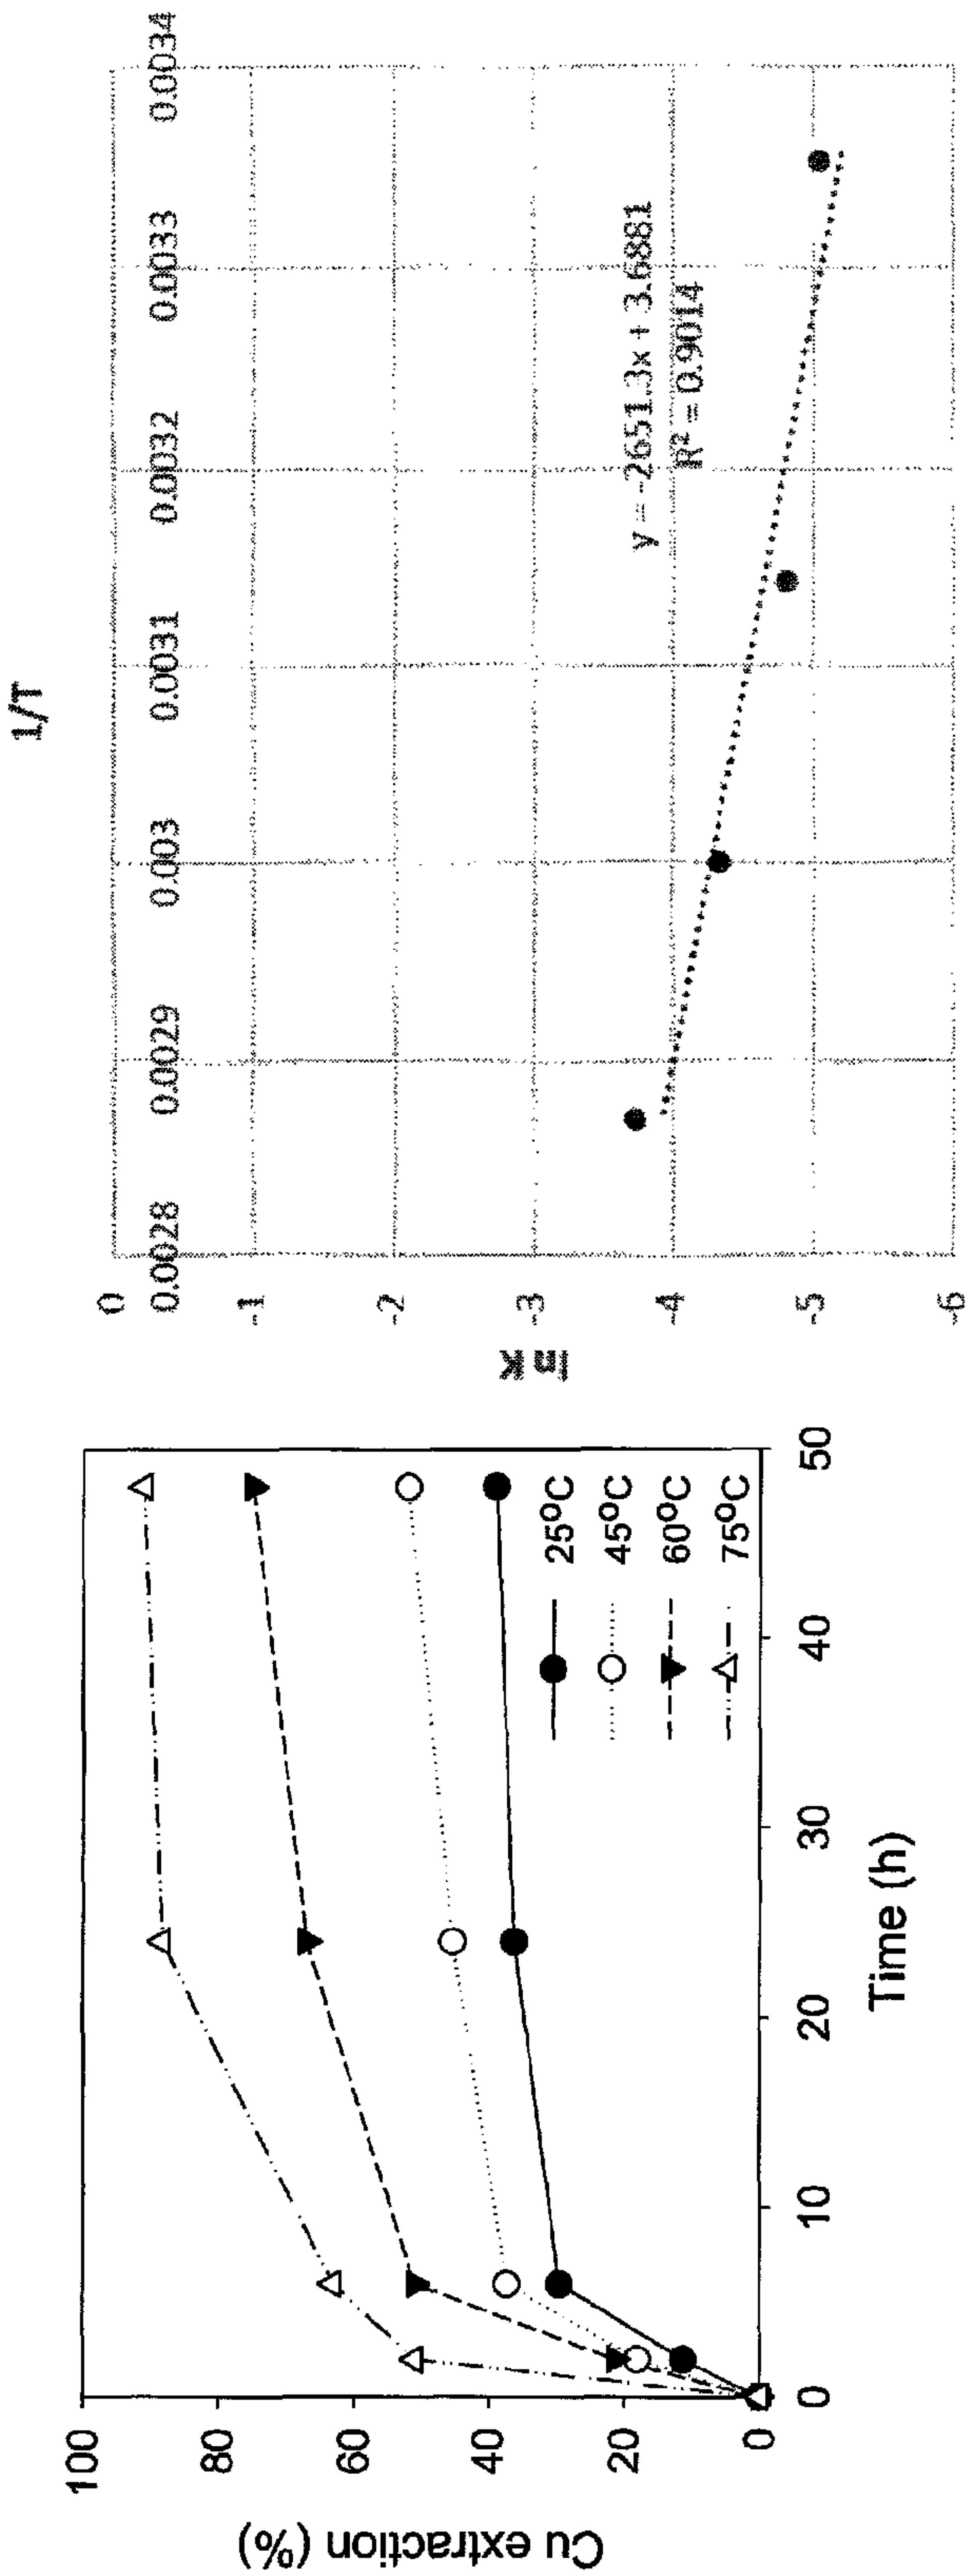 100
80
60
40
20
0
Cu extraction (%)
0
10
20
30
40
50
Time (h)
25°C
45°C
60°C
75°C
1/T
0.0028
0.0029
0.003
0.0031
0.0032
0.0033
0.0034
0
-1
-2
-3
-4
-5
-6
ln K
y = -2651.3x + 3.6881
R² = 0.9014